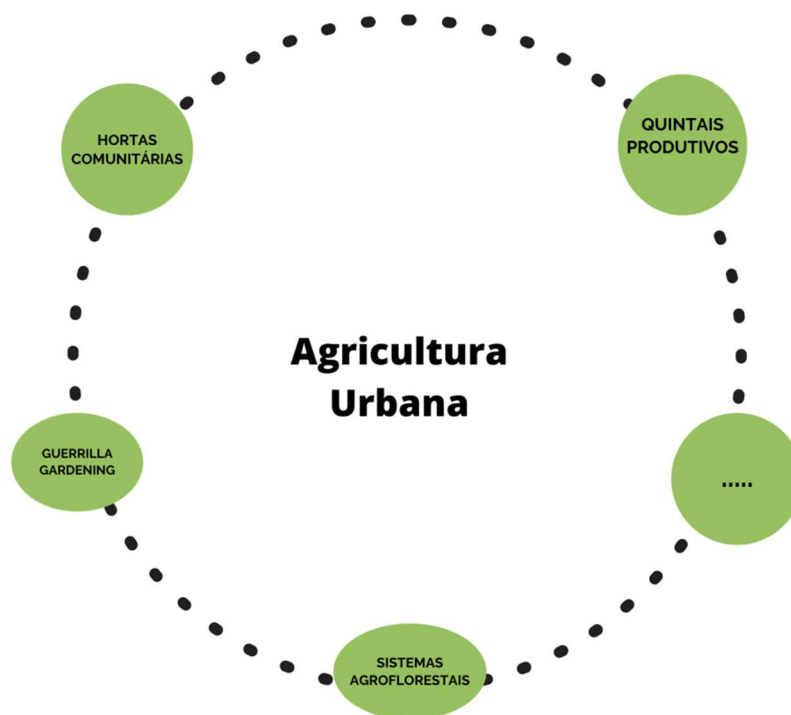 HORTAS
COMUNITÁRIAS
QUINTAIS
PRODUTIVOS
Agricultura
Urbana
GUERRILLA
GARDENING
.....
SISTEMAS
AGROFLORESTAIS